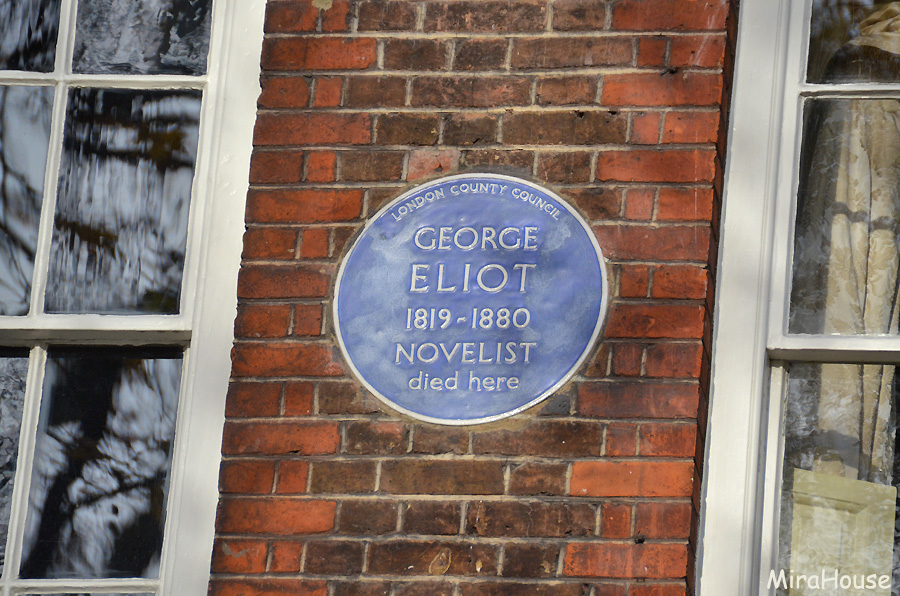 LONDON COUNTY COUNCIL
GEORGE
ELIOT
1819-1880
NOVELIST
died here
MiraHouse